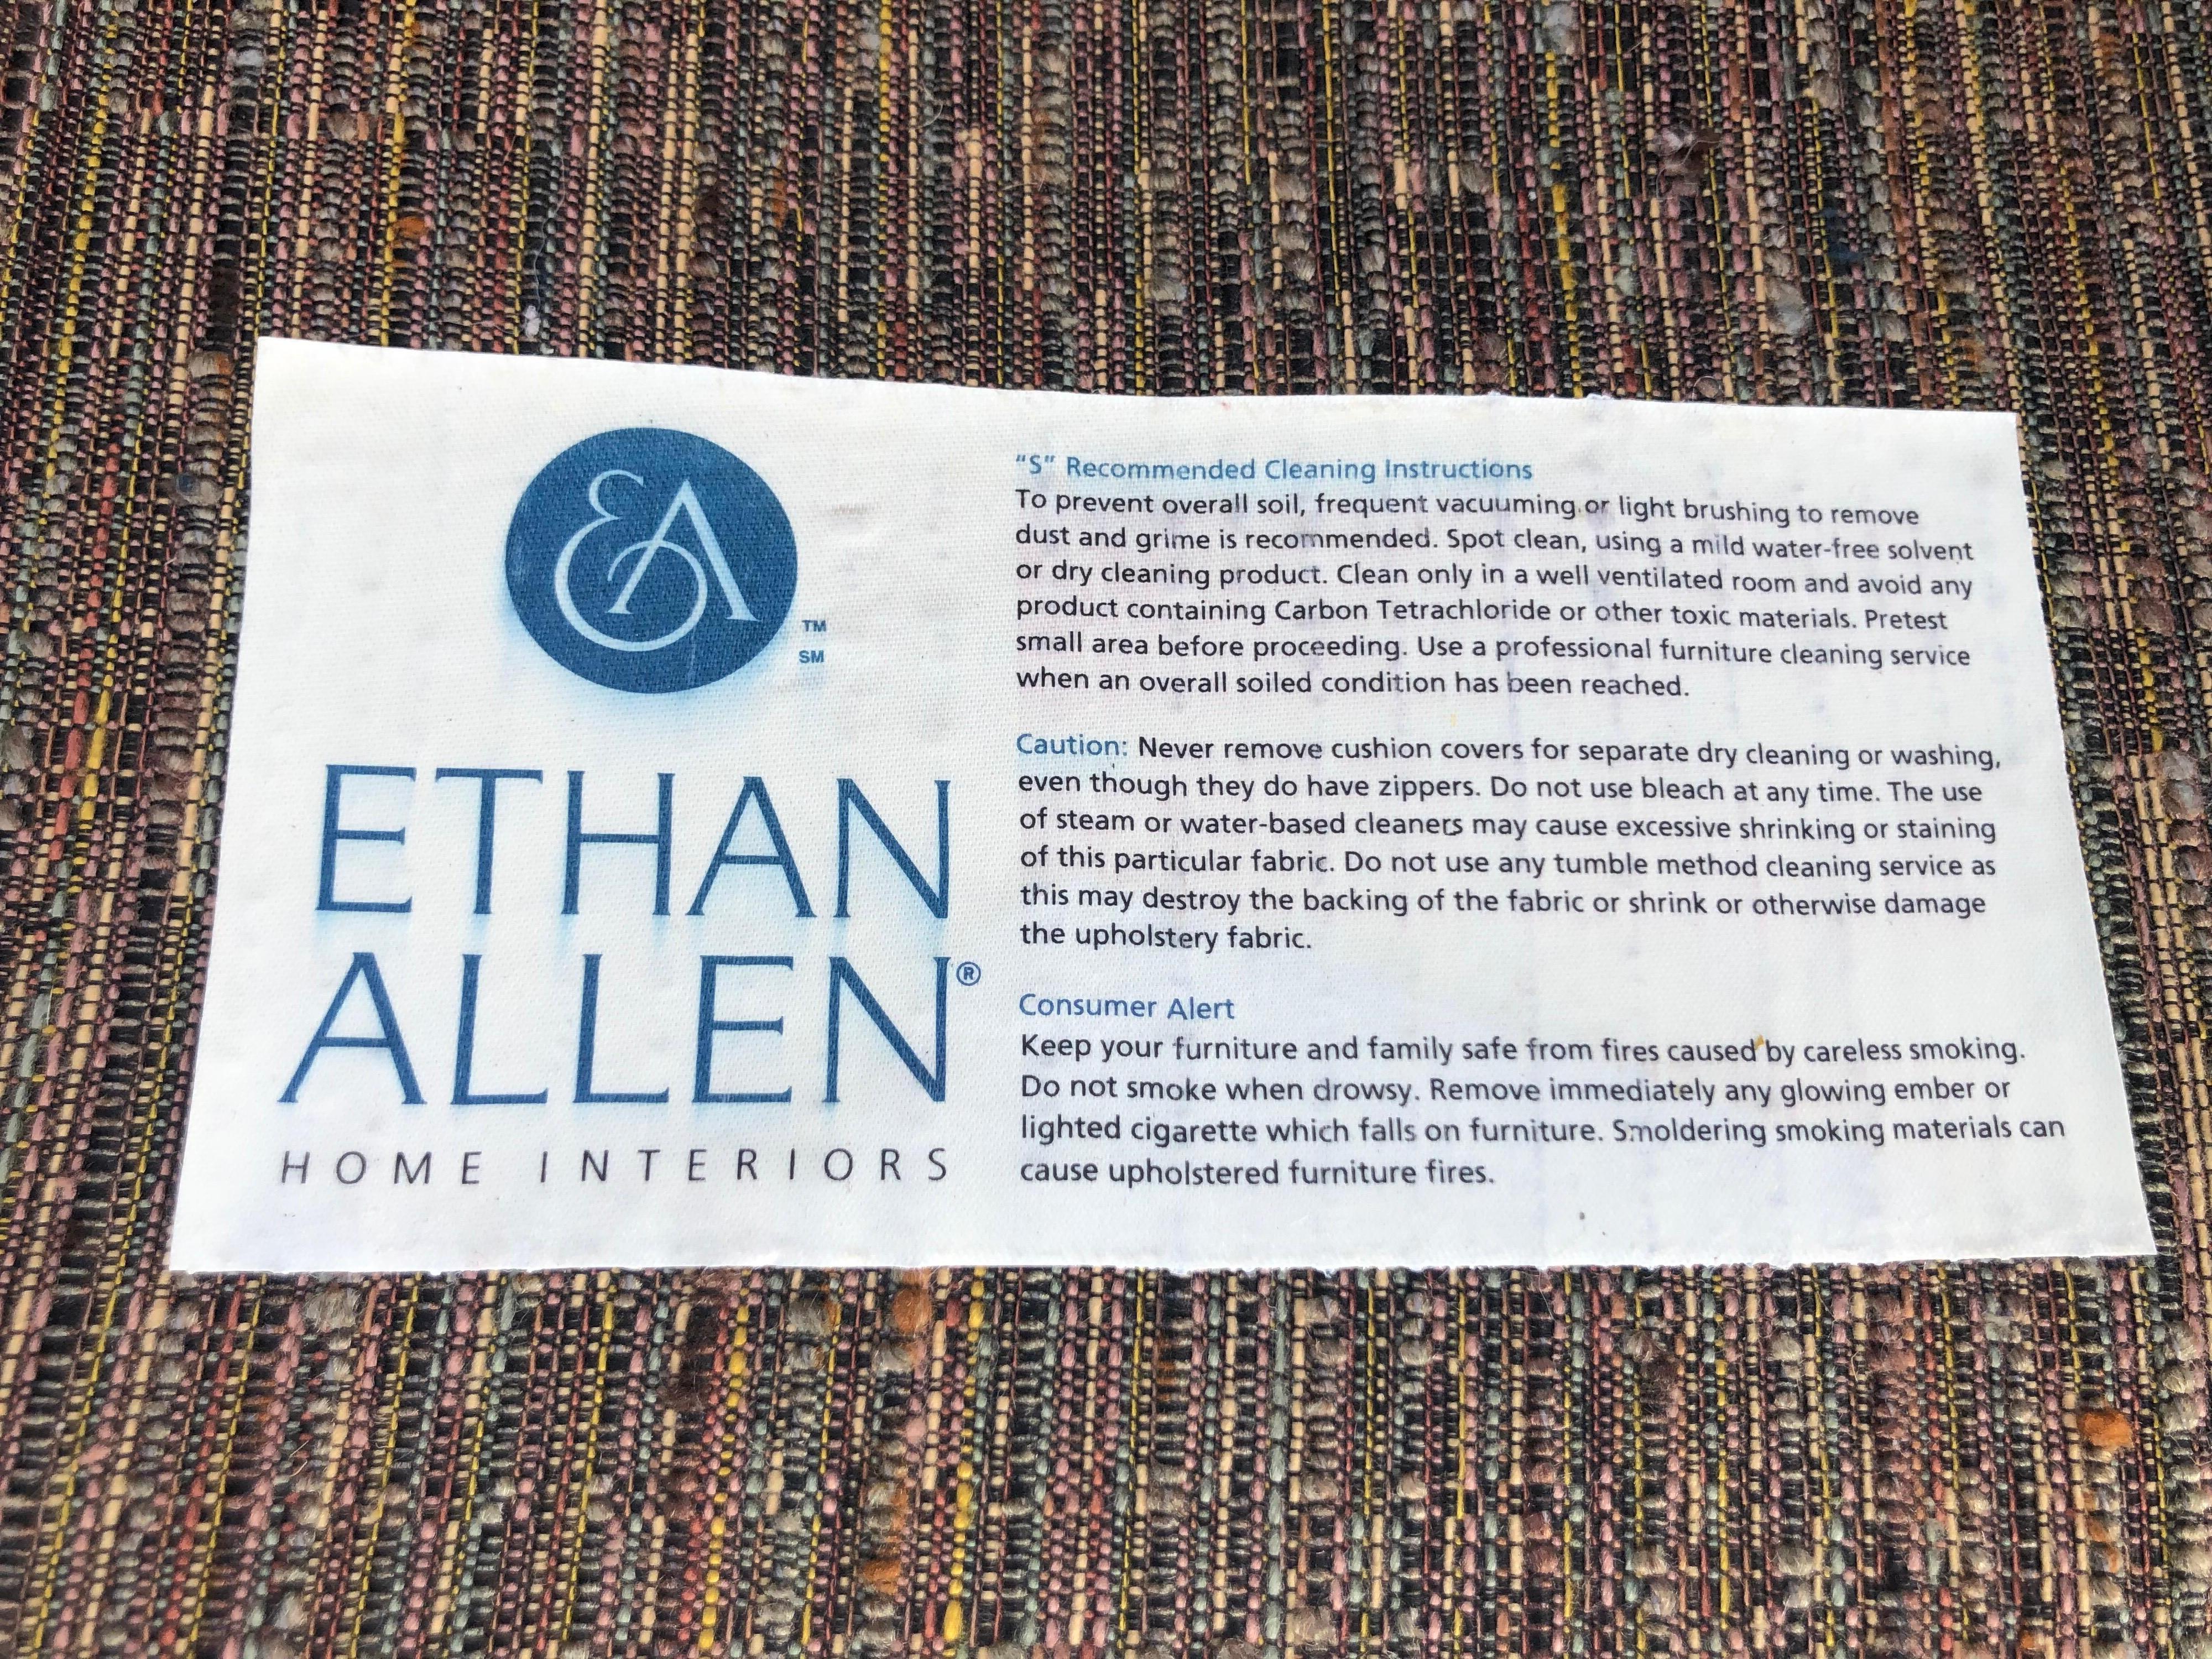 EA
TM
SM
ETHAN
ALLEN®
HOME INTERIORS
"S" Recommended Cleaning Instructions
To prevent overall soil, frequent vacuuming or light brushing to remove
dust and grime is recommended. Spot clean, using a mild water-free solvent
or dry cleaning product. Clean only in a well ventilated room and avoid any
product containing Carbon Tetrachloride or other toxic materials. Pretest
small area before proceeding. Use a professional furniture cleaning service
when an overall soiled condition has been reached.
Caution: Never remove cushion covers for separate dry cleaning or washing,
even though they do have zippers. Do not use bleach at any time. The use
of steam or water-based cleaners may cause excessive shrinking or staining
of this particular fabric. Do not use any tumble method cleaning service as
this may destroy the backing of the fabric or shrink or otherwise damage
the upholstery fabric.
Consumer Alert
Keep your furniture and family safe from fires caused by careless smoking.
Do not smoke when drowsy. Remove immediately any glowing ember or
lighted cigarette which falls on furniture. Smoldering smoking materials can
cause upholstered furniture fires.